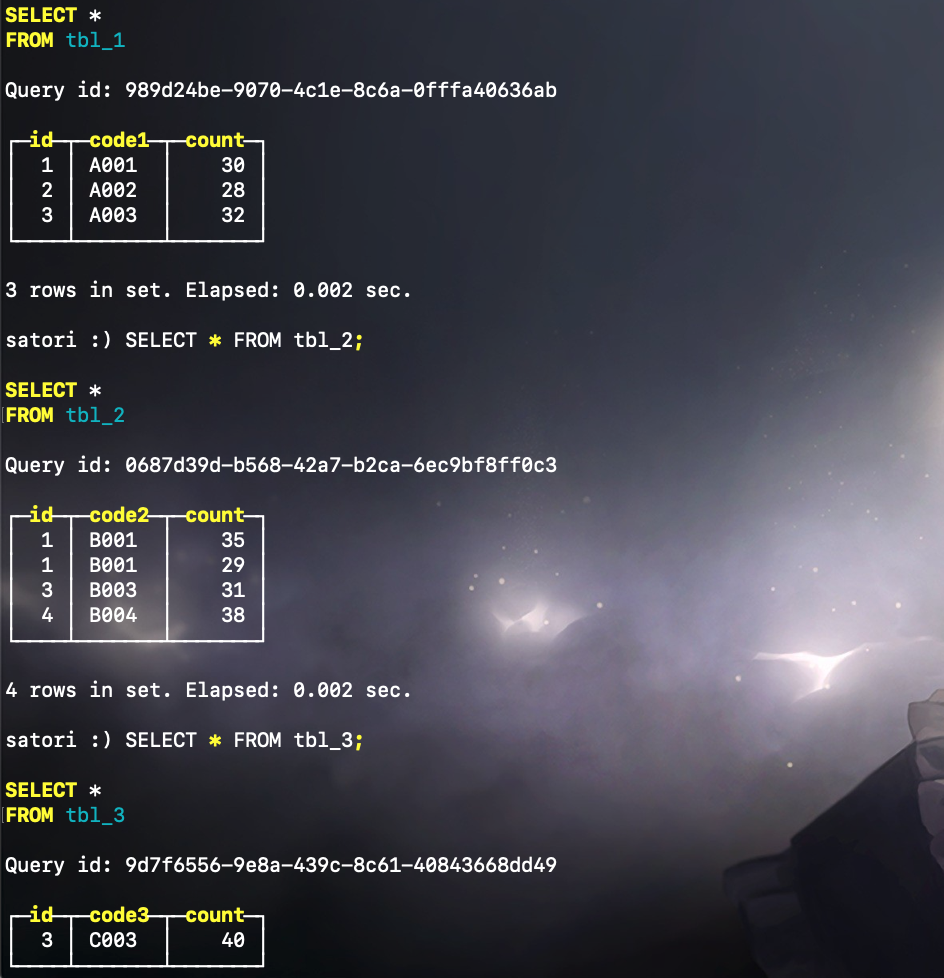 SELECT *
FROM tbl_1
Query id: 989d24be-9070-4c1e-8c6a-0fffa40636ab
id code1 count
1 A001 30
2 A002 28
3 A003 32
3 rows in set. Elapsed: 0.002 sec.
satori :) SELECT * FROM tbl_2;
SELECT *
FROM tbl_2
Query id: 0687d39d-b568-42a7-b2ca-6ec9bf8ff0c3
id code2 count
1 B001 35
1 B001 29
3 B003 31
4 B004 38
4 rows in set. Elapsed: 0.002 sec.
satori :) SELECT * FROM tbl_3;
SELECT *
FROM tbl_3
Query id: 9d7f6556-9e8a-439c-8c61-40843668dd49
id code3 count
3 C003 40